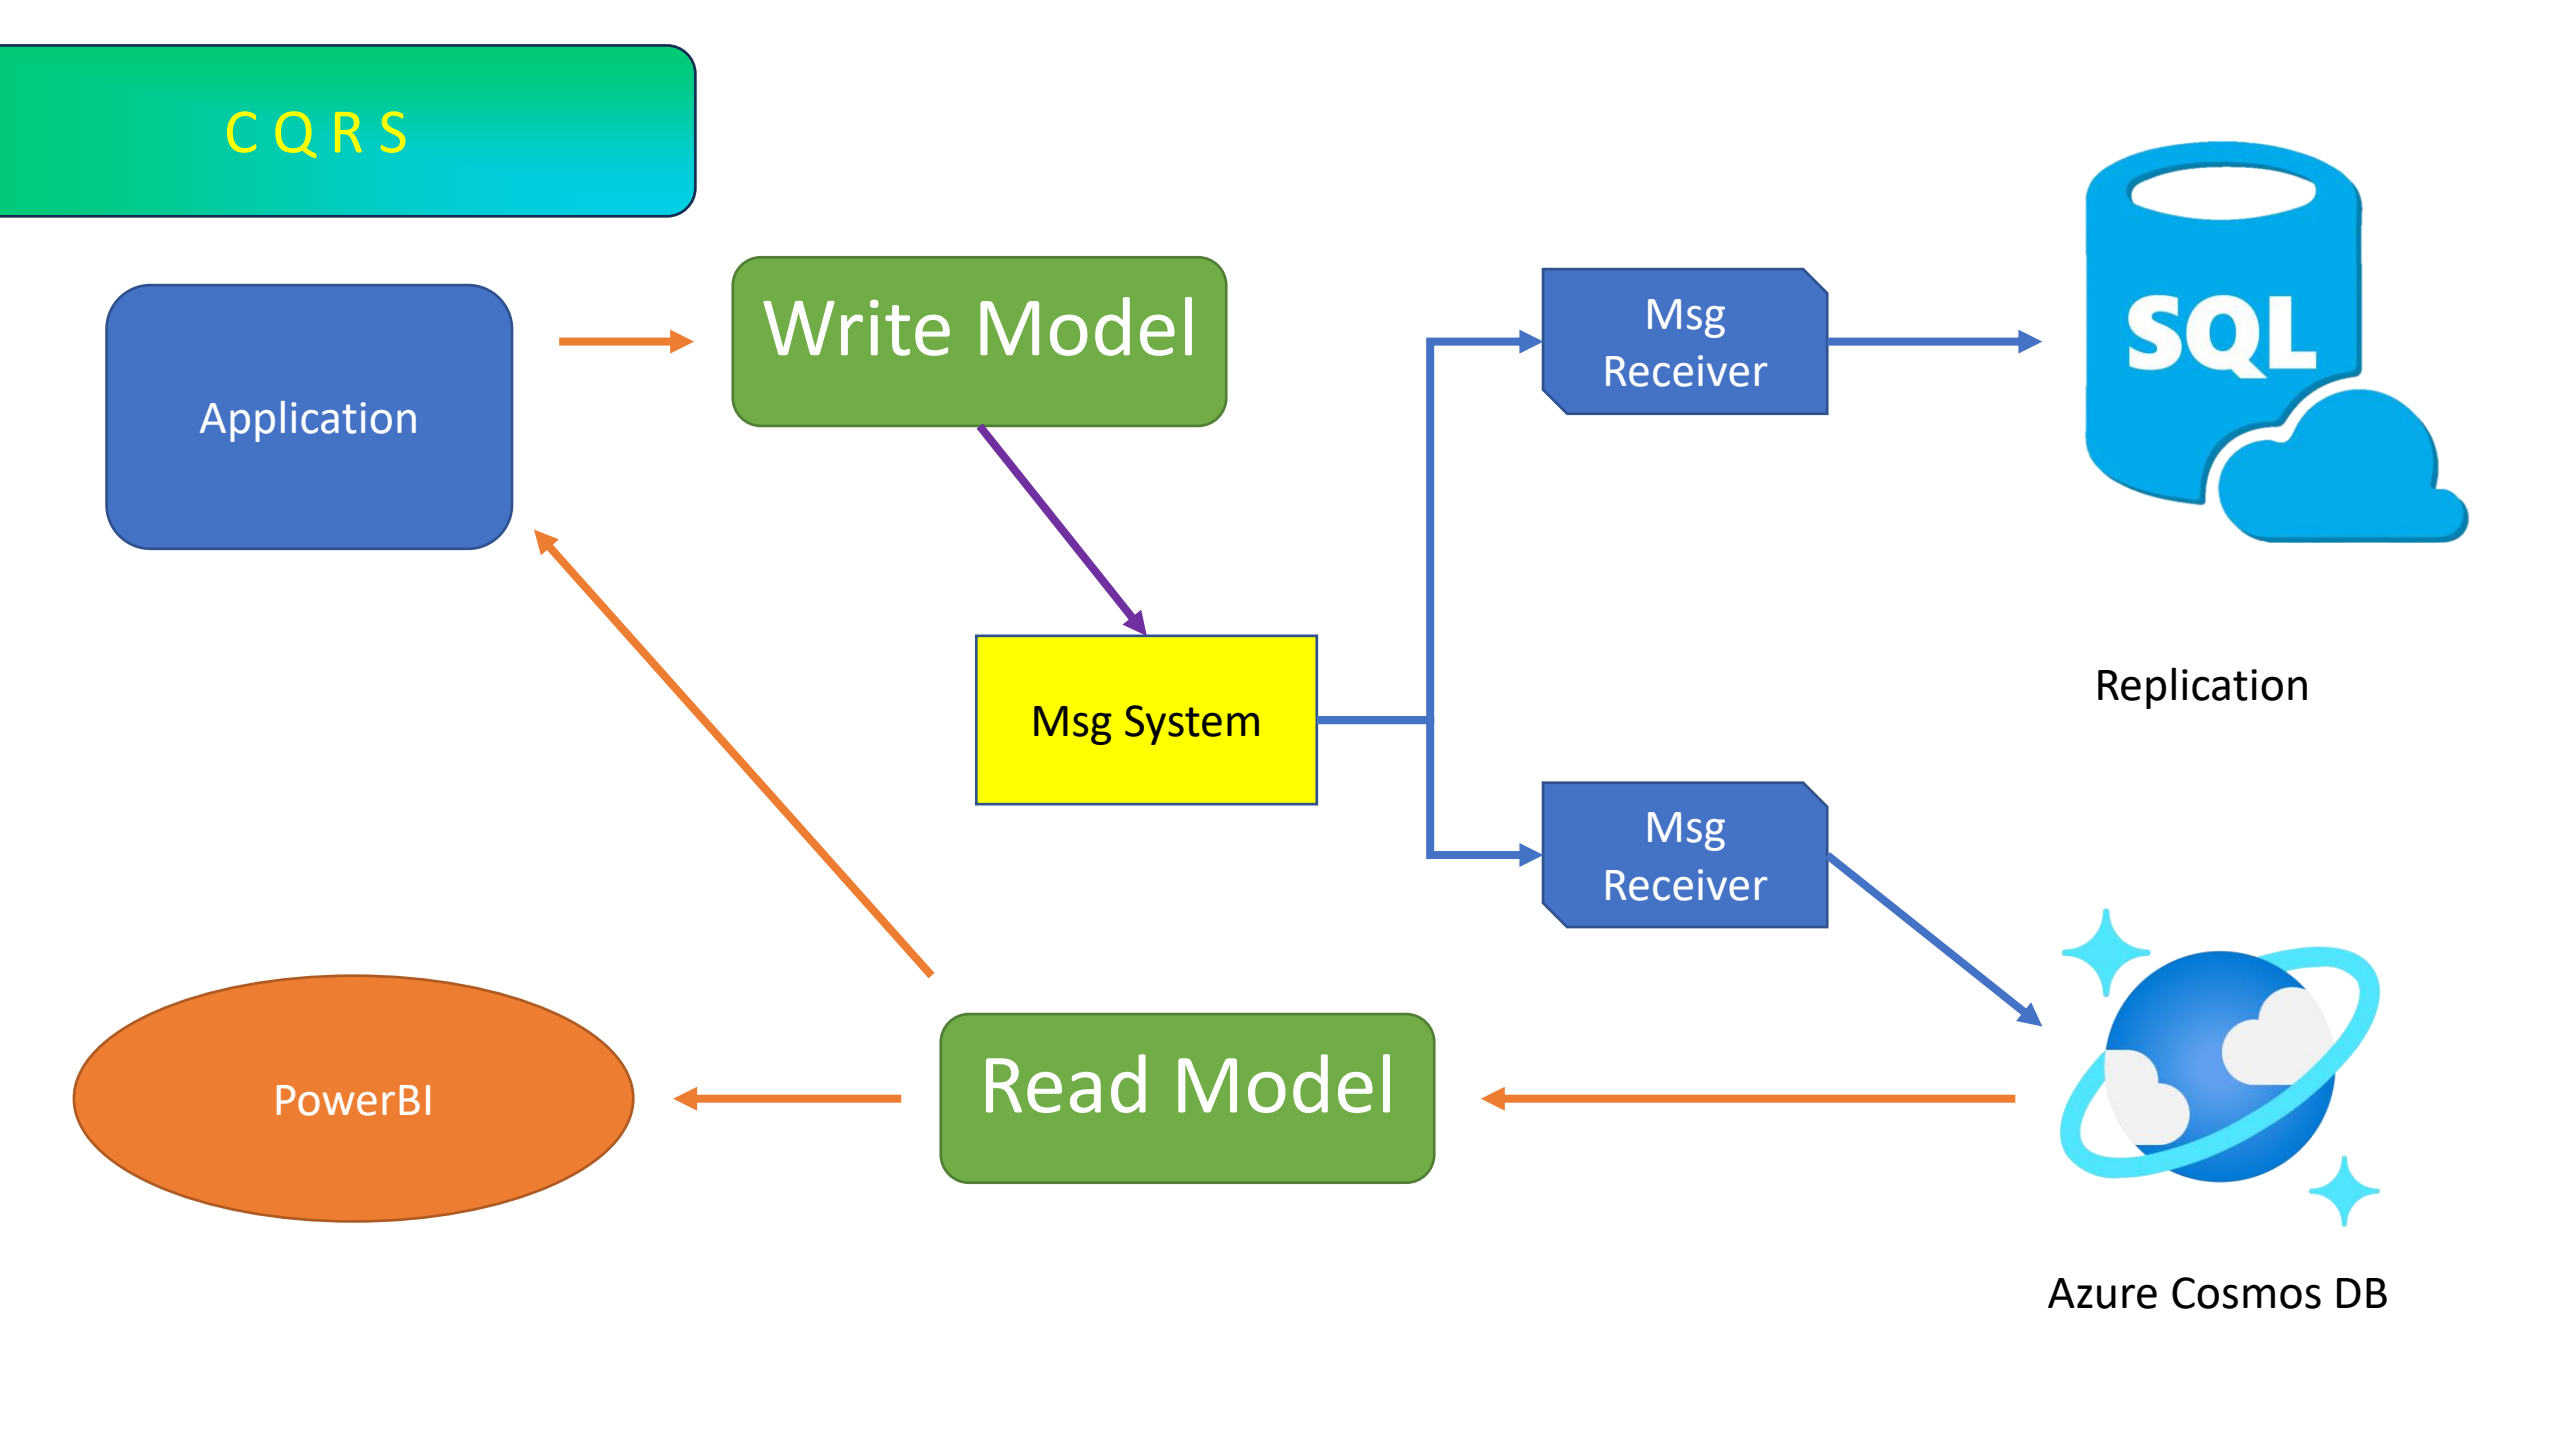 C Q R S
Write Model
Application
Msg
Receiver
SQL
Msg System
Replication
Msg
Receiver
Read Model
PowerBI
Azure Cosmos DB